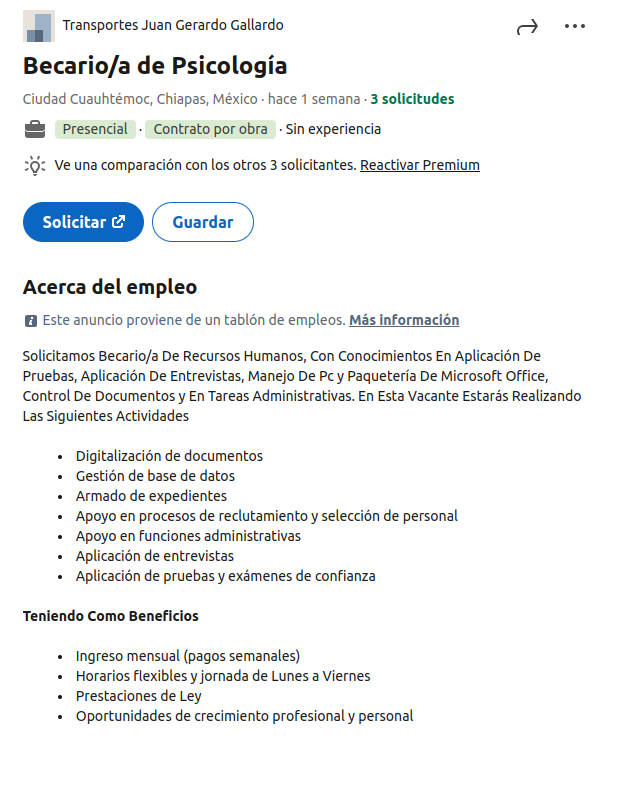 Transportes Juan Gerardo Gallardo
Becario/a de Psicología
Ciudad Cuauhtémoc, Chiapas, México · hace 1 semana · 3 solicitudes
Presencial · Contrato por obra · Sin experiencia
Ve una comparación con los otros 3 solicitantes. Reactivar Premium
Solicitar Guardar
Acerca del empleo
Este anuncio proviene de un tablón de empleos. Más información
Solicitamos Becario/a De Recursos Humanos, Con Conocimientos En Aplicación De
Pruebas, Aplicación De Entrevistas, Manejo De Pc y Paquetería De Microsoft Office,
Control De Documentos y En Tareas Administrativas. En Esta Vacante Estarás Realizando
Las Siguientes Actividades
• Digitalización de documentos
• Gestión de base de datos
• Armado de expedientes
• Apoyo en procesos de reclutamiento y selección de personal
• Apoyo en funciones administrativas
• Aplicación de entrevistas
• Aplicación de pruebas y exámenes de confianza
Teniendo Como Beneficios
• Ingreso mensual (pagos semanales)
• Horarios flexibles y jornada de Lunes a Viernes
• Prestaciones de Ley
• Oportunidades de crecimiento profesional y personal